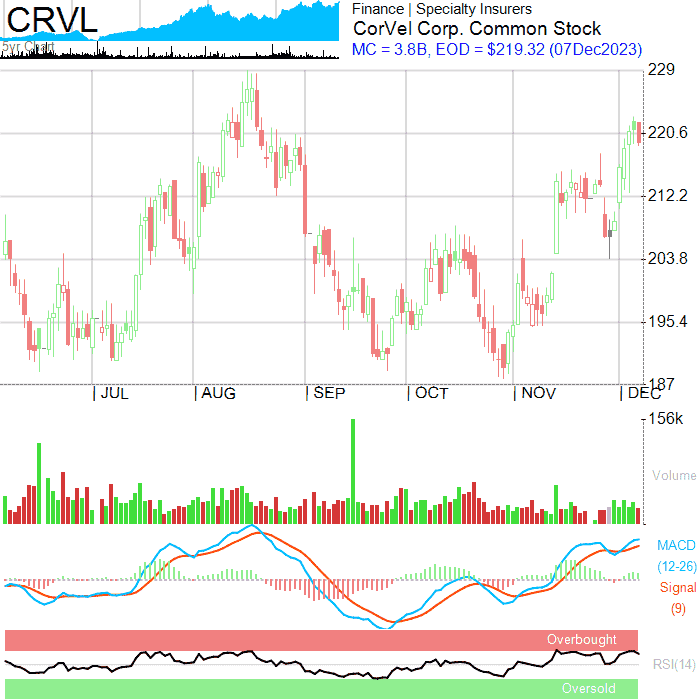 CRVL
5yr Chart
Finance | Specialty Insurers
CorVel Corp. Common Stock
MC = 3.8B, EOD = $219.32 (07Dec2023)
229
220.6
212.2
203.8
195.4
187
| JUL | AUG | SEP | OCT | NOV | DEC
156k
Volume
MACD
(12-26)
Signal
(9)
Overbought
RSI(14)
Oversold